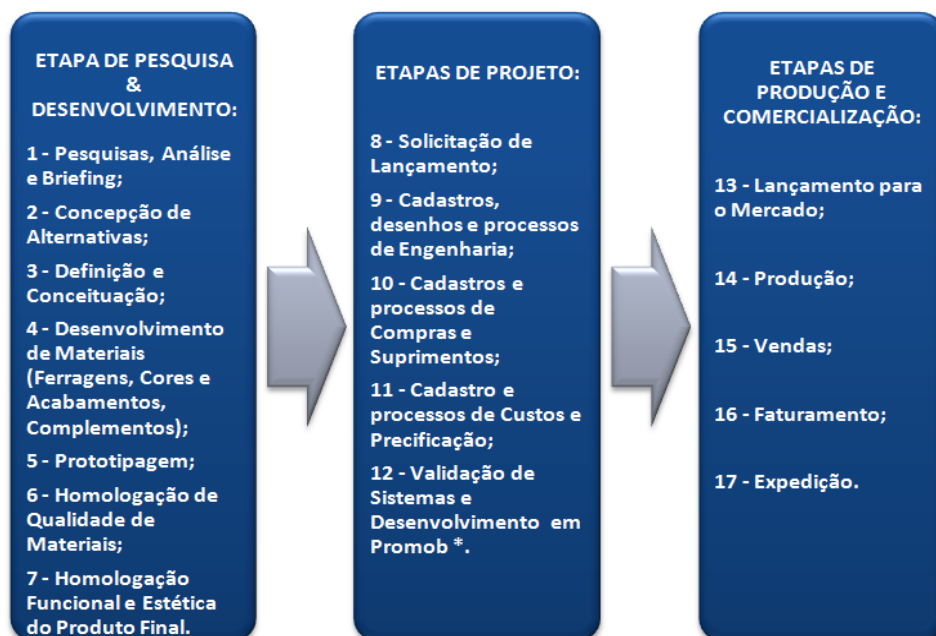 ETAPA DE PESQUISA
&
DESENVOLVIMENTO:
1 - Pesquisas, Análise
e Briefing;
2 - Concepção de
Alternativas;
3 - Definição e
Conceituação;
4 - Desenvolvimento
de Materiais
(Ferragens, Cores e
Acabamentos,
Complementos);
5 - Prototipagem;
6 - Homologação de
Qualidade de
Materiais;
7 - Homologação
Funcional e Estética
do Produto Final.
ETAPAS DE PROJETO:
8 - Solicitação de
Lançamento;
9 - Cadastros,
desenhos e processos
de Engenharia;
10 - Cadastros e
processos de
Compras e
Suprimentos;
11 - Cadastro e
processos de Custos e
Precificação;
12 - Validação de
Sistemas e
Desenvolvimento em
Promob *.
ETAPAS DE
PRODUÇÃO E
COMERCIALIZAÇÃO:
13 - Lançamento para
o Mercado;
14 - Produção;
15 - Vendas;
16 - Faturamento;
17 - Expedição.